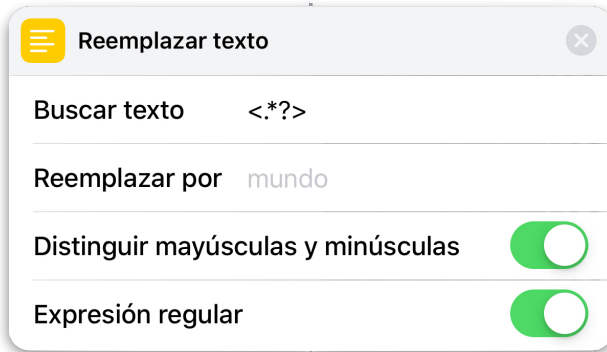 Reemplazar texto
Buscar texto <.*?>
Reemplazar por mundo
Distinguir mayúsculas y minúsculas
Expresión regular